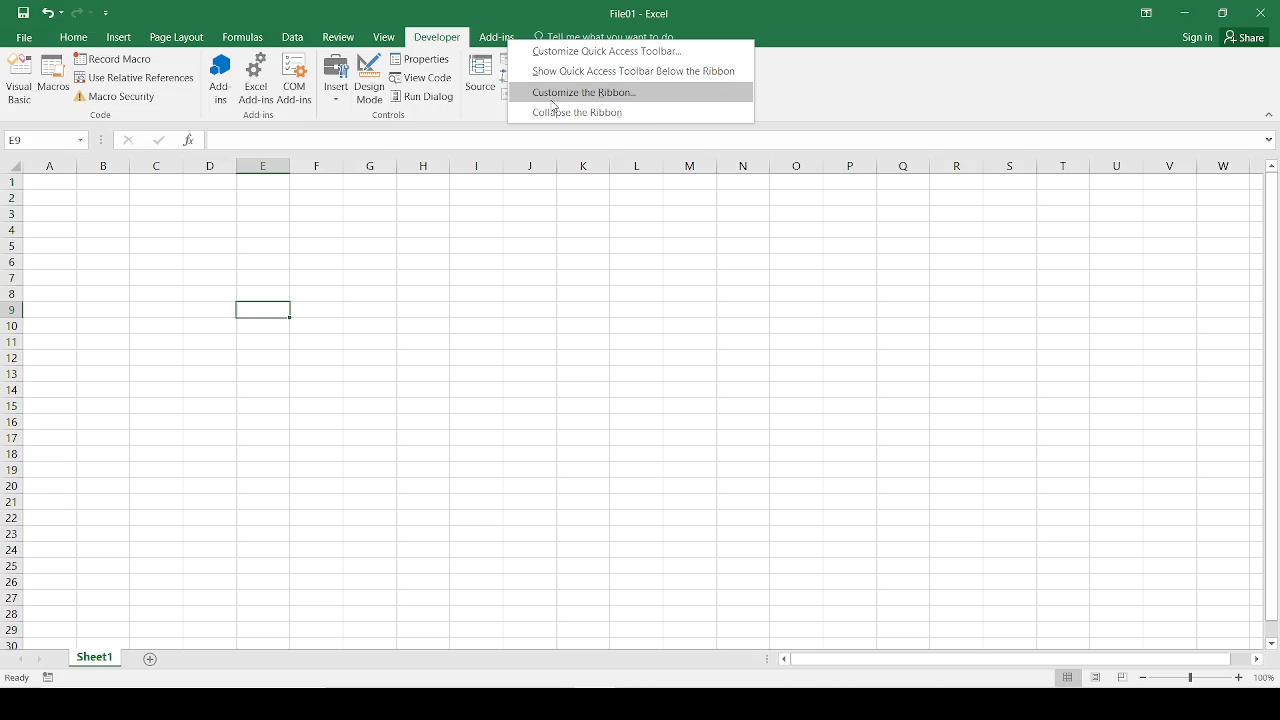 File01 - Excel
File Home Insert Page Layout Formulas Data Review View Developer Add-ins Tell me what you want to do Sign in Share
Customize Quick Access Toolbar...
Show Quick Access Toolbar Below the Ribbon
Customize the Ribbon...
Collapse the Ribbon
Visual Basic
Macros
Record Macro
Use Relative References
Macro Security
Code
Add-ins
Excel Add-ins
COM Add-ins
Add-ins
Insert
Design Mode
Properties
View Code
Run Dialog
Controls
Source
E9 fx
A B C D E F G H I J K L M N O P Q R S T U V W
1
2
3
4
5
6
7
8
9
10
11
12
13
14
15
16
17
18
19
20
21
22
23
24
25
26
27
28
29
30
Sheet1
Ready 100%